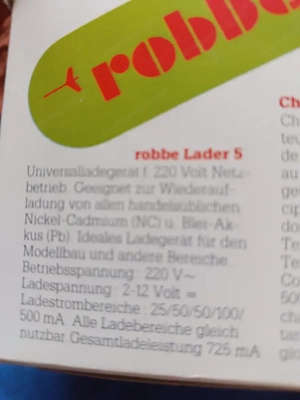 robbe
robbe Lader 5
Universalladegerät f. 220 Volt Netz-
betrieb. Geeignet zur Wiederauf-
ladung von allen handelsüblichen
Nickel-Cadmium (NC) u. Blei-Ak-
kus (Pb). Ideales Ladegerät für den
Modellbau und andere Bereiche.
Betriebsspannung: 220 V~
Ladespannung: 2-12 Volt =
Ladestrombereiche: 25/50/50/100/
500 mA. Alle Ladebereiche gleich
nutzbar. Gesamtladeleistung 725 mA